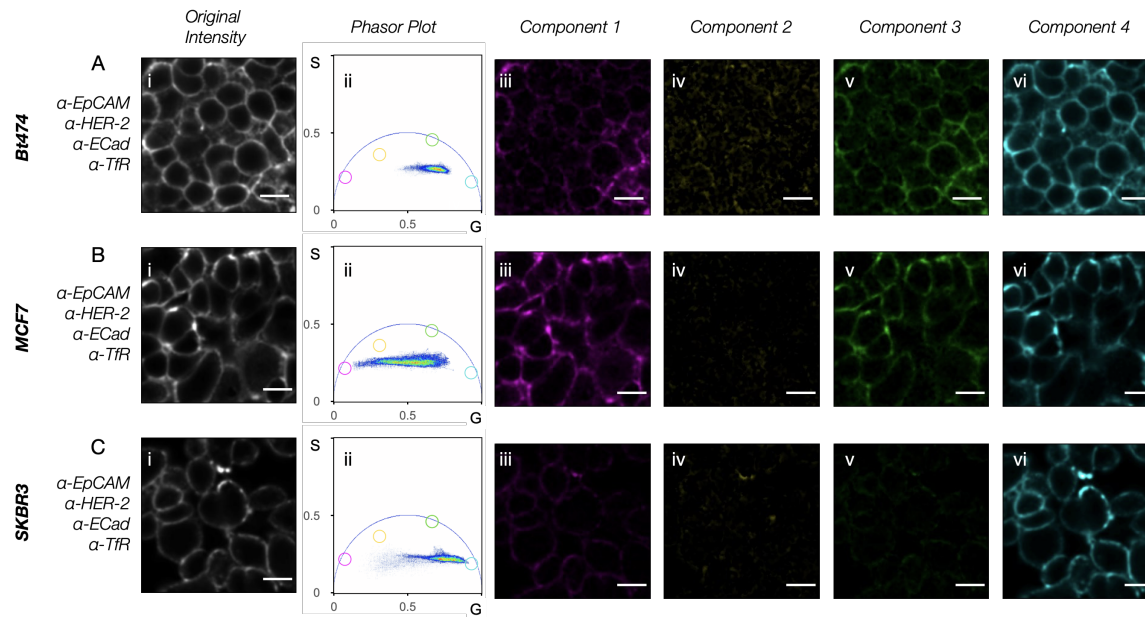 Original
Intensity
Phasor Plot
Component 1
Component 2
Component 3
Component 4
Bt474
A
α-EpCAM
α-HER-2
α-ECad
α-TfR
i
S
ii
0.5
0
0
0.5
G
iii
iv
v
vi
MCF7
B
α-EpCAM
α-HER-2
α-ECad
α-TfR
i
S
ii
0.5
0
0
0.5
G
iii
iv
v
vi
SKBR3
C
α-EpCAM
α-HER-2
α-ECad
α-TfR
i
S
ii
0.5
0
0
0.5
G
iii
iv
v
vi